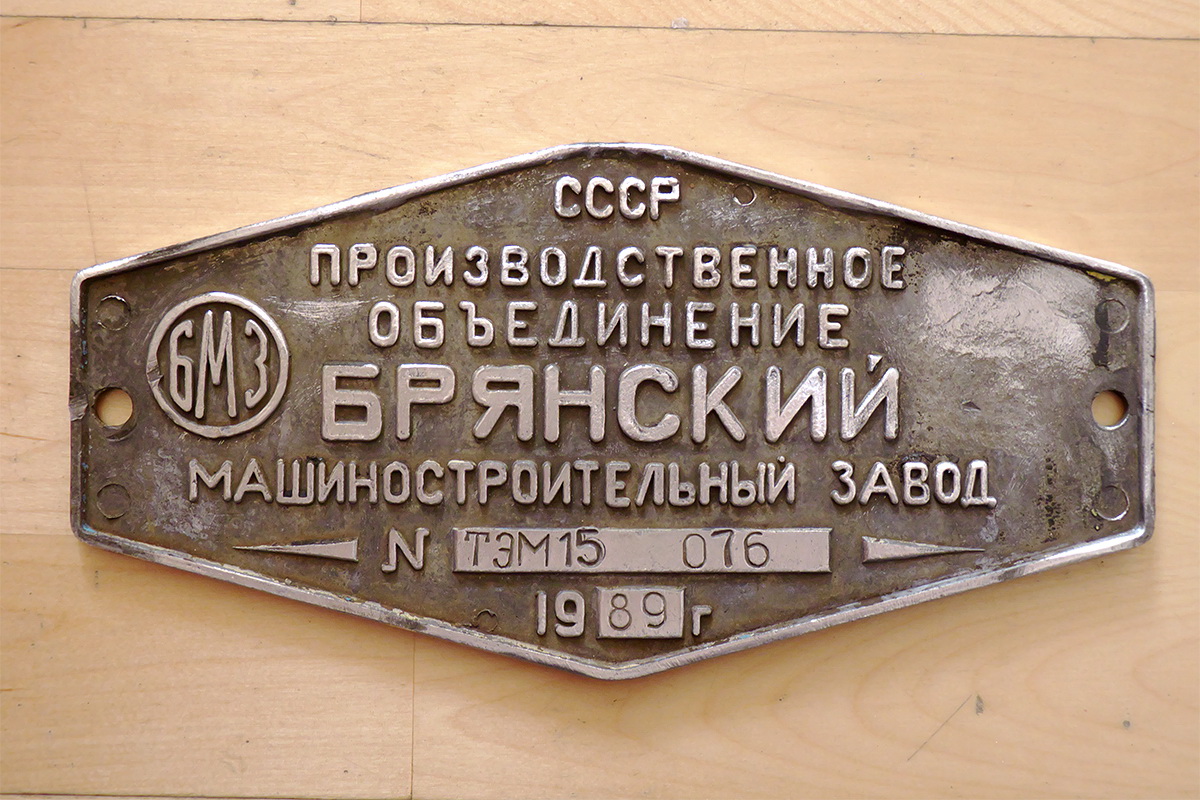 СССР
ПРОИЗВОДСТВЕННОЕ
ОБЪЕДИНЕНИЕ
БМЗ
БРЯНСКИЙ
МАШИНОСТРОИТЕЛЬНЫЙ ЗАВОД
N ТЭМ15 076
1989 г